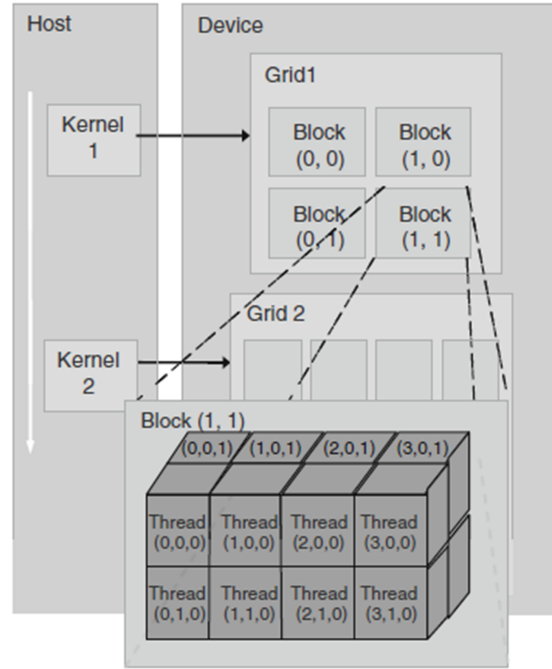 Host
Device
Grid1
Kernel
1
Block
(0, 0)
Block
(1, 0)
Block
(0, 1)
Block
(1, 1)
Grid 2
Kernel
2
Block (1, 1)
(0,0,1) (1,0,1) (2,0,1) (3,0,1)
Thread Thread Thread Thread
(0,0,0) (1,0,0) (2,0,0) (3,0,0)
Thread Thread Thread Thread
(0,1,0) (1,1,0) (2,1,0) (3,1,0)